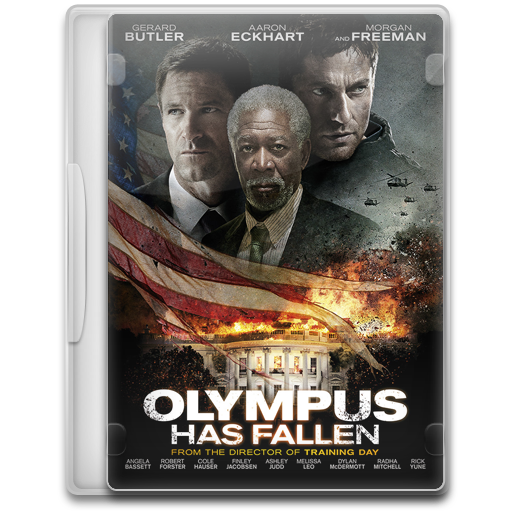 GERARD AARON MORGAN
BUTLER ECKHART AND FREEMAN
OLYMPUS
HAS FALLEN
FROM THE DIRECTOR OF TRAINING DAY
ANGELA ROBERT COLE FINLEY ASHLEY MELISSA DYLAN RADHA RICK
BASSETT FORSTER HAUSER JACOBSEN JUDD LEO McDERMOTT MITCHELL YUNE